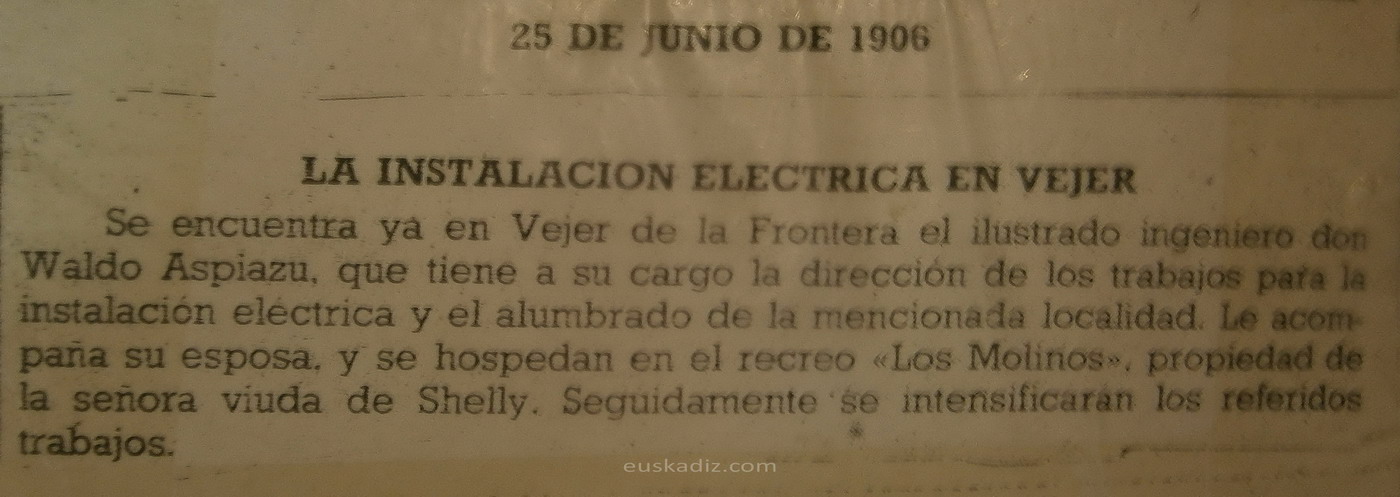 25 DE JUNIO DE 1906
LA INSTALACION ELECTRICA EN VEJER
Se encuentra ya en Vejer de la Frontera el ilustrado ingeniero don
Waldo Aspiazu, que tiene a su cargo la dirección de los trabajos para la
instalación eléctrica y el alumbrado de la mencionada localidad. Le acom-
paña su esposa, y se hospedan en el recreo «Los Molinos», propiedad de
la señora viuda de Shelly. Seguidamente se intensificarán los referidos
trabajos.
euskadiz.com